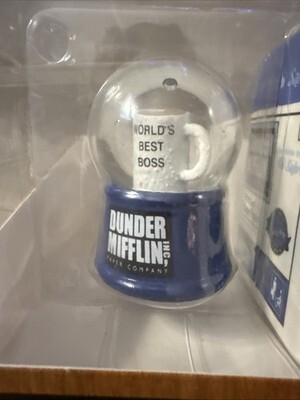 WORLD'S
BEST
BOSS
DUNDER
MIFFLIN, INC.
PAPER COMPANY